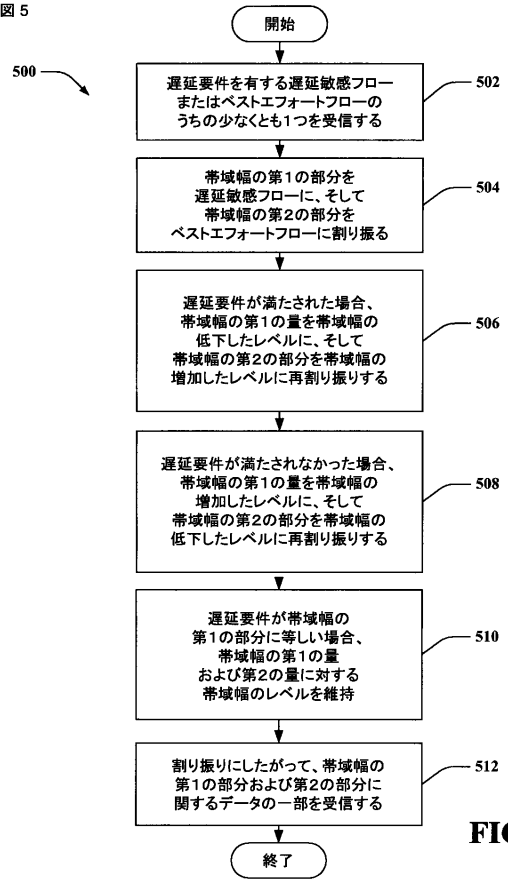 図５
開始
500
遅延要件を有する遅延敏感フロー
またはベストエフォートフローの
うちの少なくとも１つを受信する
502
帯域幅の第１の部分を
遅延敏感フローに、そして
帯域幅の第２の部分を
ベストエフォートフローに割り振る
504
遅延要件が満たされた場合、
帯域幅の第１の量を帯域幅の
低下したレベルに、そして
帯域幅の第２の部分を帯域幅の
増加したレベルに再割り振りする
506
遅延要件が満たされなかった場合、
帯域幅の第１の量を帯域幅の
増加したレベルに、そして
帯域幅の第２の部分を帯域幅の
低下したレベルに再割り振りする
508
遅延要件が帯域幅の
第１の部分に等しい場合、
帯域幅の第１の量
および第２の量に対する
帯域幅のレベルを維持
510
割り振りにしたがって、帯域幅の
第１の部分および第２の部分に
関するデータの一部を受信する
512
終了